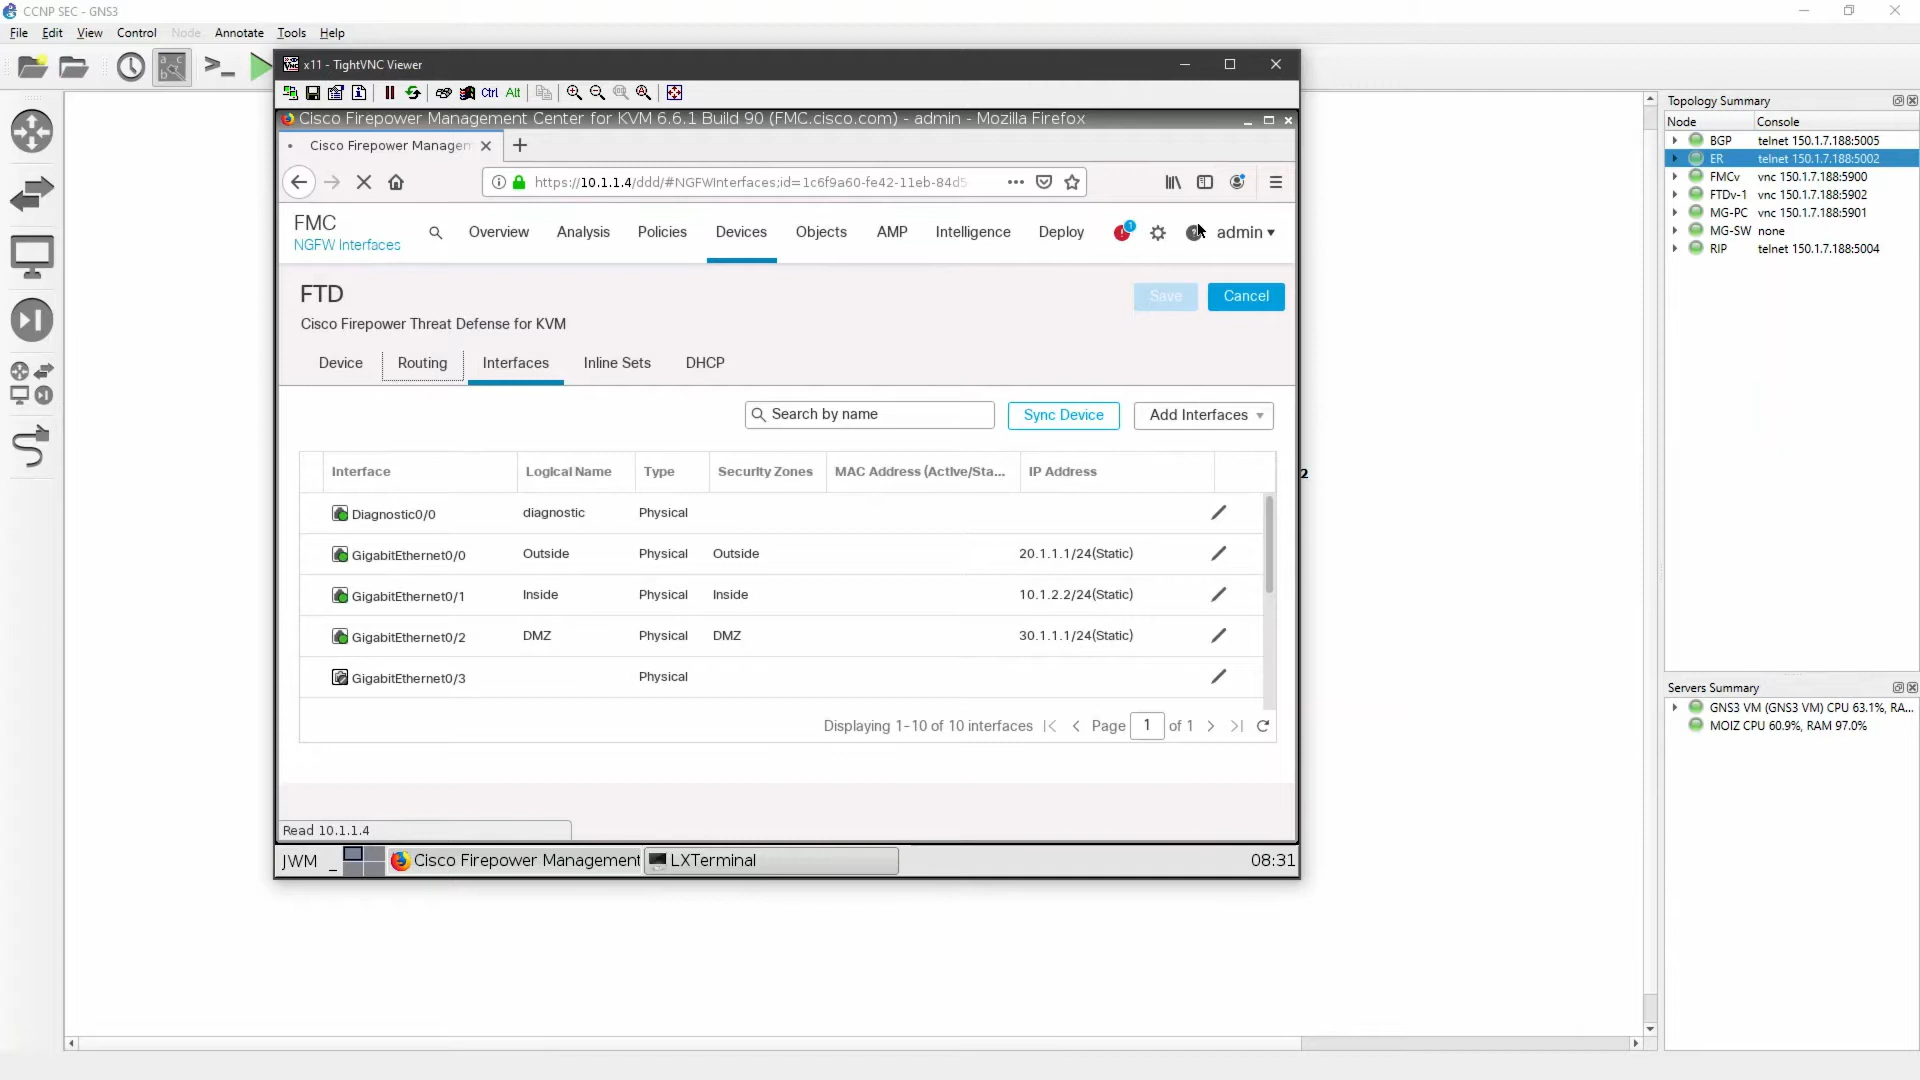 CCNP SEC - GNS3
File Edit View Control Node Annotate Tools Help
x11 - TightVNC Viewer
Ctrl Alt
Cisco Firepower Management Center for KVM 6.6.1 Build 90 (FMC.cisco.com) - admin - Mozilla Firefox
Cisco Firepower Managem
https://10.1.1.4/ddd/#NGFWInterfaces;id=1c6f9a60-fe42-11eb-84d5
FMC
NGFW Interfaces
Overview Analysis Policies Devices Objects AMP Intelligence Deploy 1 admin
FTD
Save Cancel
Cisco Firepower Threat Defense for KVM
Device Routing Interfaces Inline Sets DHCP
Search by name Sync Device Add Interfaces
Interface Logical Name Type Security Zones MAC Address (Active/Sta... IP Address
Diagnostic0/0 diagnostic Physical
GigabitEthernet0/0 Outside Physical Outside 20.1.1.1/24(Static)
GigabitEthernet0/1 Inside Physical Inside 10.1.2.2/24(Static)
GigabitEthernet0/2 DMZ Physical DMZ 30.1.1.1/24(Static)
GigabitEthernet0/3 Physical
Displaying 1-10 of 10 interfaces Page 1 of 1
Read 10.1.1.4
JWM Cisco Firepower Management LXTerminal 08:31
2
Topology Summary
Node Console
BGP telnet 150.1.7.188:5005
ER telnet 150.1.7.188:5002
FMCv vnc 150.1.7.188:5900
FTDv-1 vnc 150.1.7.188:5902
MG-PC vnc 150.1.7.188:5901
MG-SW none
RIP telnet 150.1.7.188:5004
Servers Summary
GNS3 VM (GNS3 VM) CPU 63.1%, RA...
MOIZ CPU 60.9%, RAM 97.0%